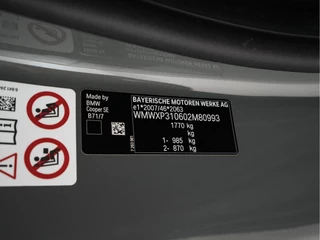 Made by
BMW
Cooper SE
B71/7
BAYERISCHE MOTOREN WERKE AG
e1*2007/46*2063
WMWXP310602M80993
1770 kg
kg
1- 985 kg
2- 870 kg